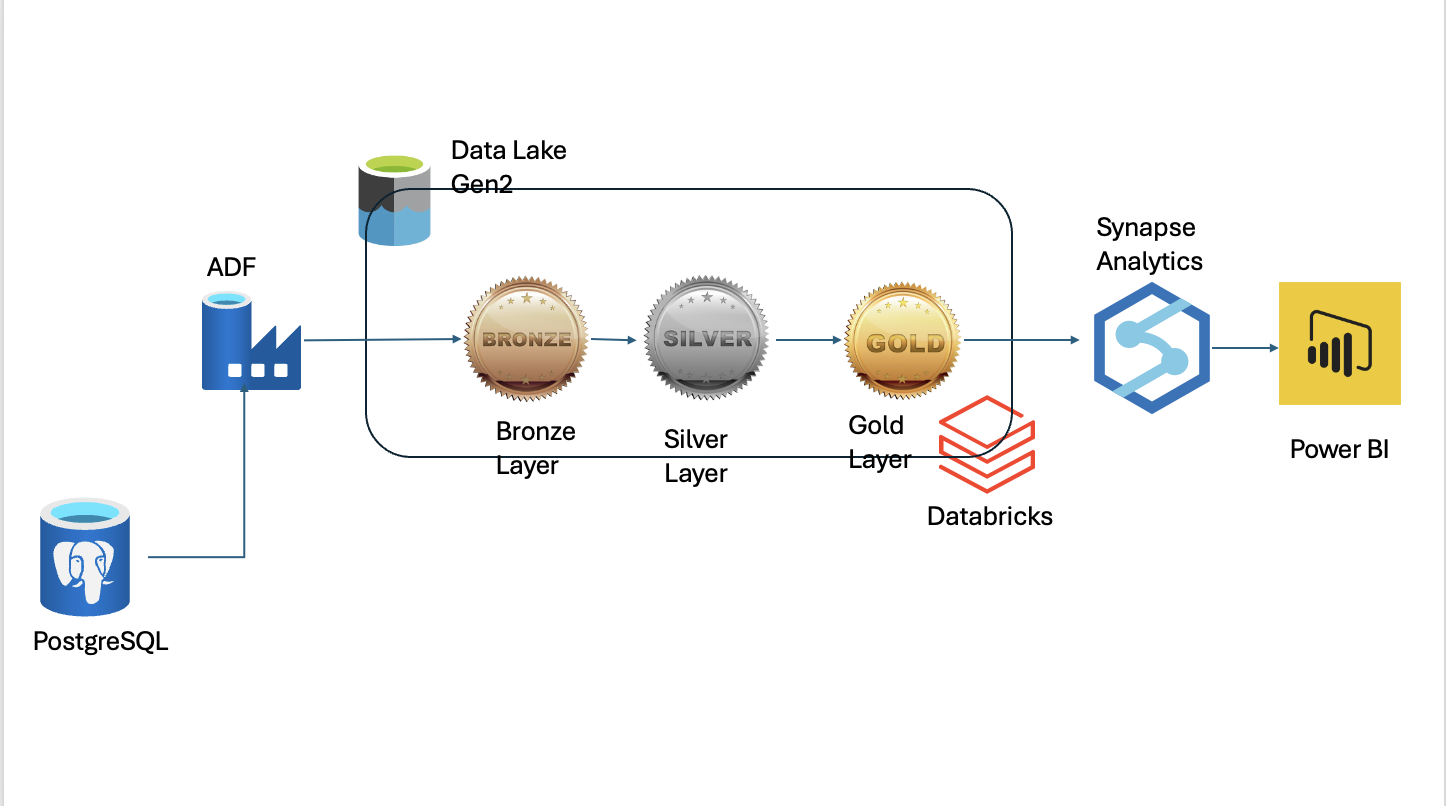 Data Lake
Gen2
Synapse
Analytics
ADF
BRONZE
SILVER
GOLD
Bronze
Layer
Silver
Layer
Gold
Layer
Power BI
Databricks
PostgreSQL